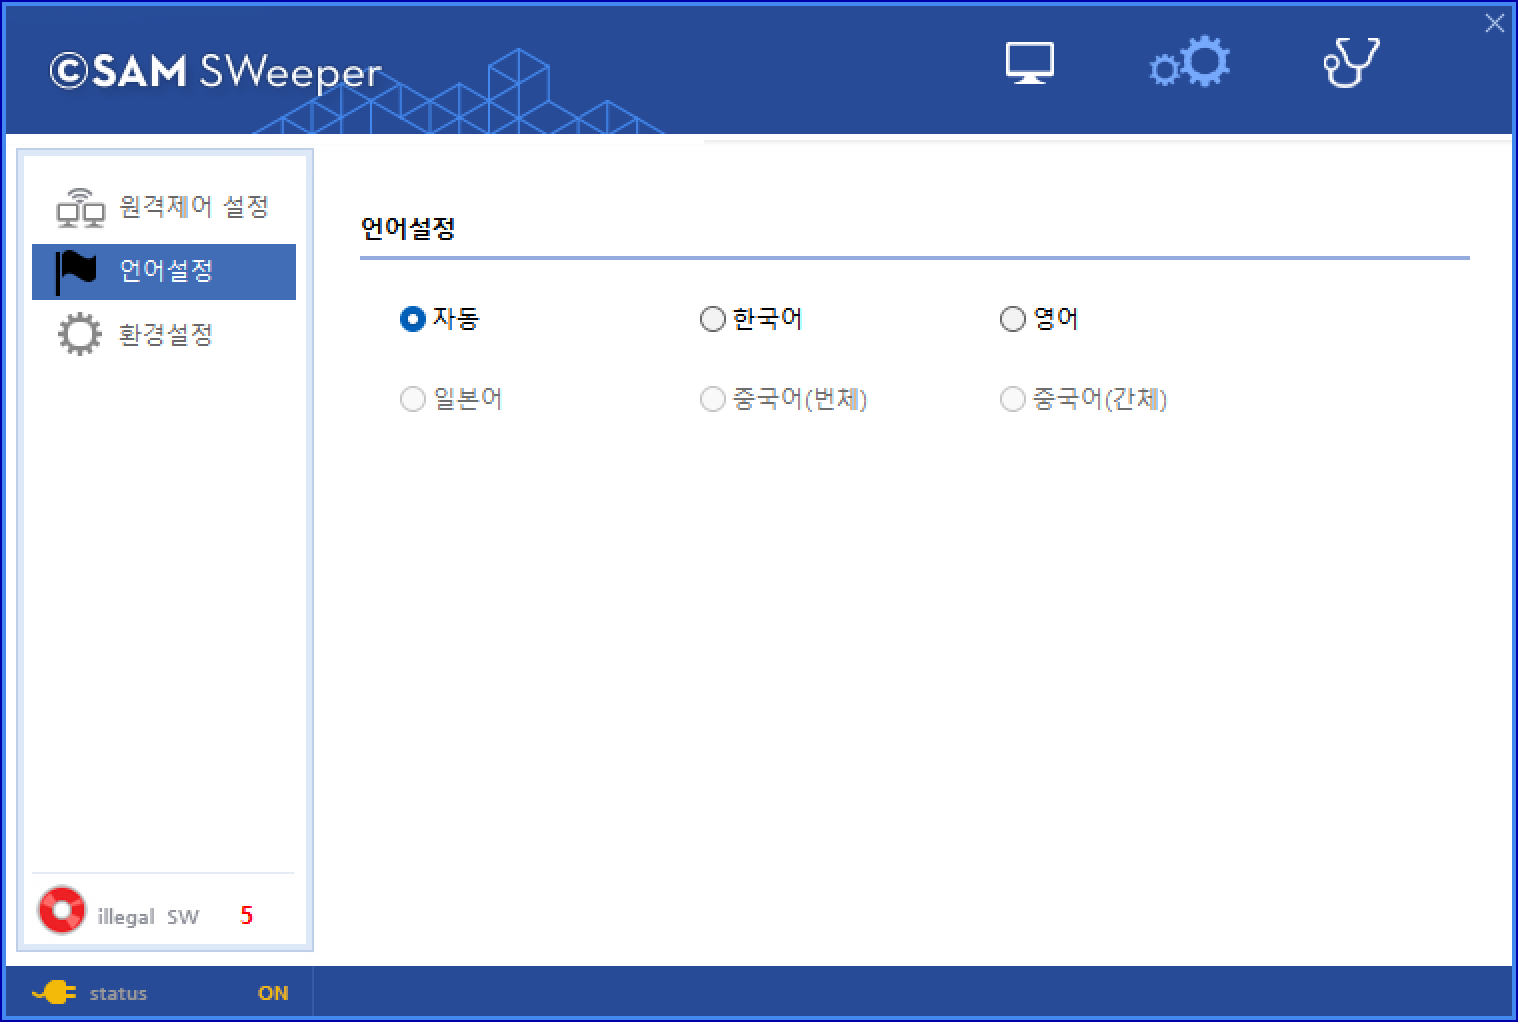 ©SAM SWeeper
원격제어 설정
언어설정
환경설정
illegal SW 5
언어설정
자동 한국어 영어
일본어 중국어(번체) 중국어(간체)
status ON